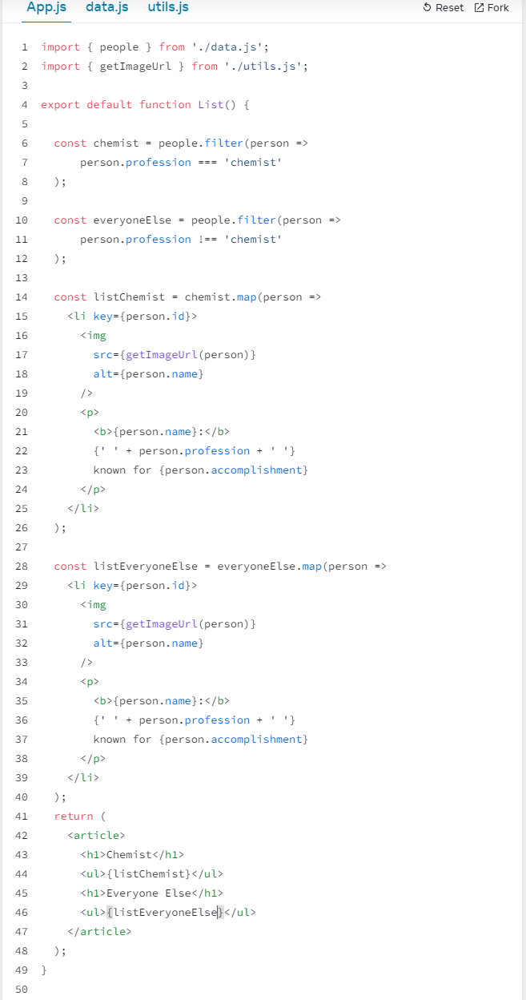 App.js data.js utils.js Reset Fork
1 import { people } from './data.js';
2 import { getImageUrl } from './utils.js';
3
4 export default function List() {
5
6   const chemist = people.filter(person =>
7       person.profession === 'chemist'
8   );
9
10   const everyoneElse = people.filter(person =>
11       person.profession !== 'chemist'
12   );
13
14   const listChemist = chemist.map(person =>
15     <li key={person.id}>
16       <img
17         src={getImageUrl(person)}
18         alt={person.name}
19       />
20       <p>
21         <b>{person.name}:</b>
22         {' ' + person.profession + ' '}
23         known for {person.accomplishment}
24       </p>
25     </li>
26   );
27
28   const listEveryoneElse = everyoneElse.map(person =>
29     <li key={person.id}>
30       <img
31         src={getImageUrl(person)}
32         alt={person.name}
33       />
34       <p>
35         <b>{person.name}:</b>
36         {' ' + person.profession + ' '}
37         known for {person.accomplishment}
38       </p>
39     </li>
40   );
41   return (
42     <article>
43       <h1>Chemist</h1>
44       <ul>{listChemist}</ul>
45       <h1>Everyone Else</h1>
46       <ul>{listEveryoneElse}</ul>
47     </article>
48   );
49 }
50